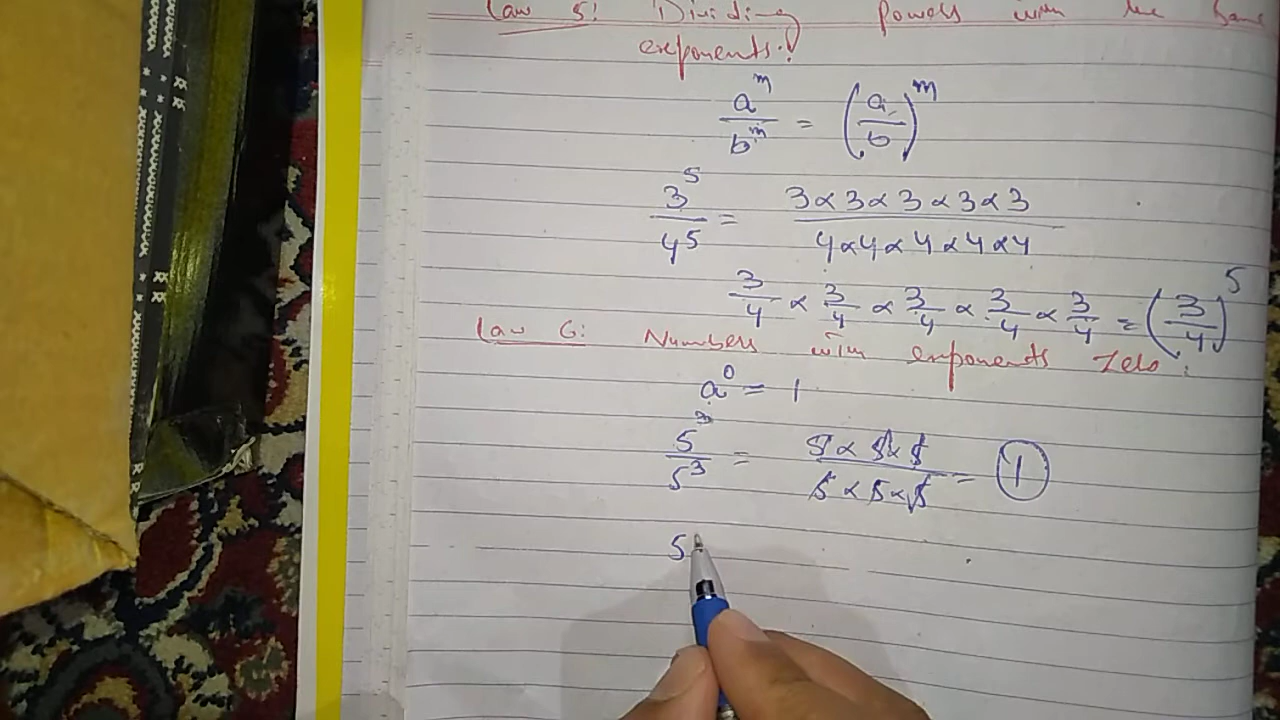 Law 5: Dividing Powers with the Same
exponents:
a^m / b^m = (a/b)^m
3^5 / 4^5 = 3×3×3×3×3 / 4×4×4×4×4
3/4 × 3/4 × 3/4 × 3/4 × 3/4 = (3/4)^5
Law 6: Numbers with exponents Zero:
a^0 = 1
5^3 / 5^3 = 5×5×5 / 5×5×5 = 1
5